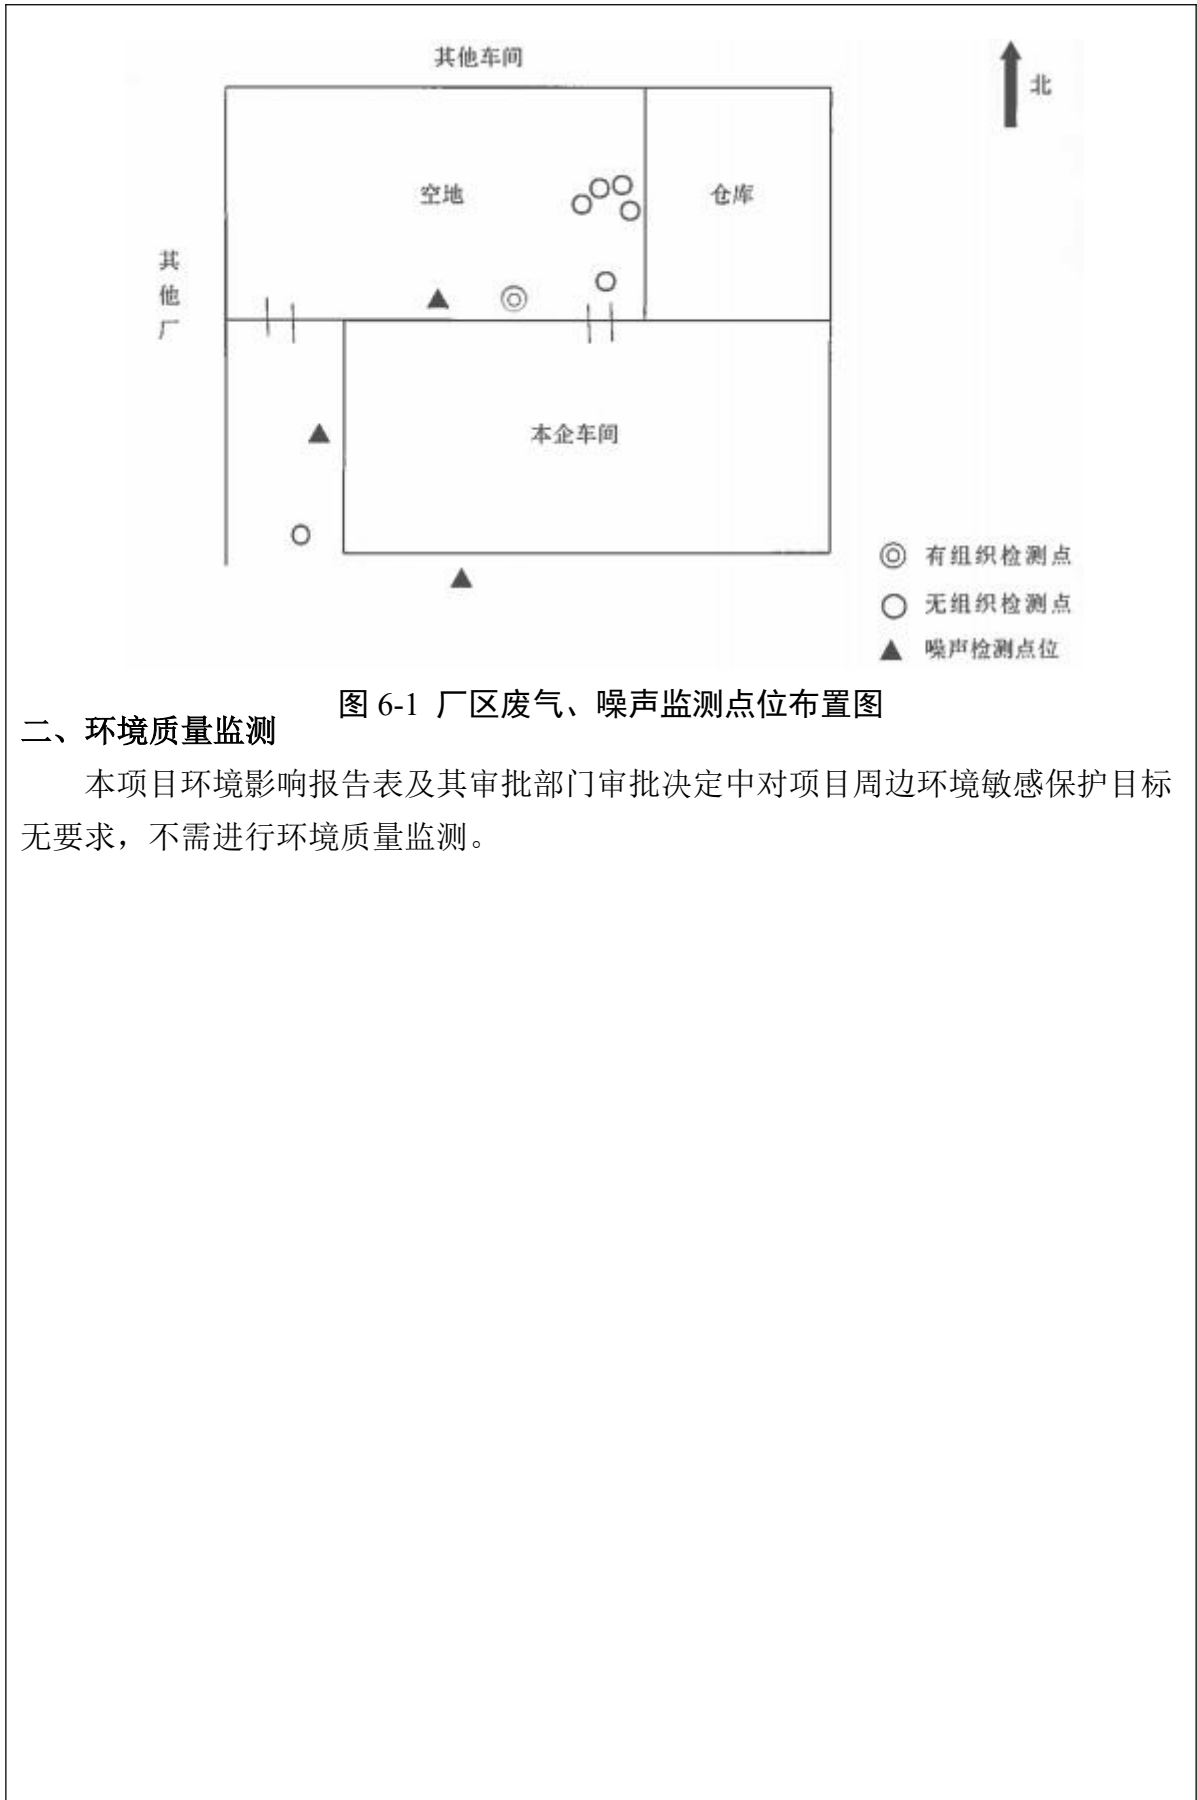 其他车间
北
空地
仓库
其
他
厂
本企车间
有组织检测点
无组织检测点
噪声检测点位
图 6-1 厂区废气、噪声监测点位布置图
二、环境质量监测
本项目环境影响报告表及其审批部门审批决定中对项目周边环境敏感保护目标
无要求，不需进行环境质量监测。